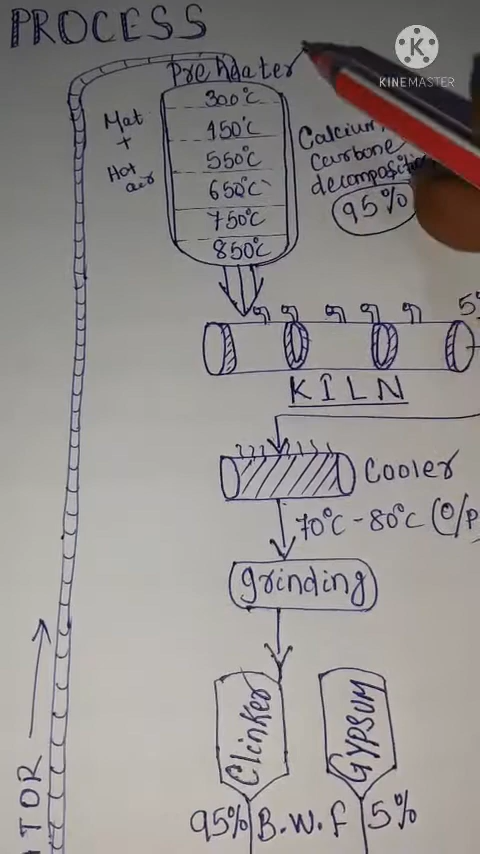 PROCESS
Pre heater
KINEMASTER
300°C
450°C
550°C
650°C
750°C
850°C
Mat
+
Hot
air
Calcium
carbone
decomposition
95%
KILN
Cooler
70°C - 80°C (O/P
grinding
Clinker
GYPSUM
95% B.W.F 5%